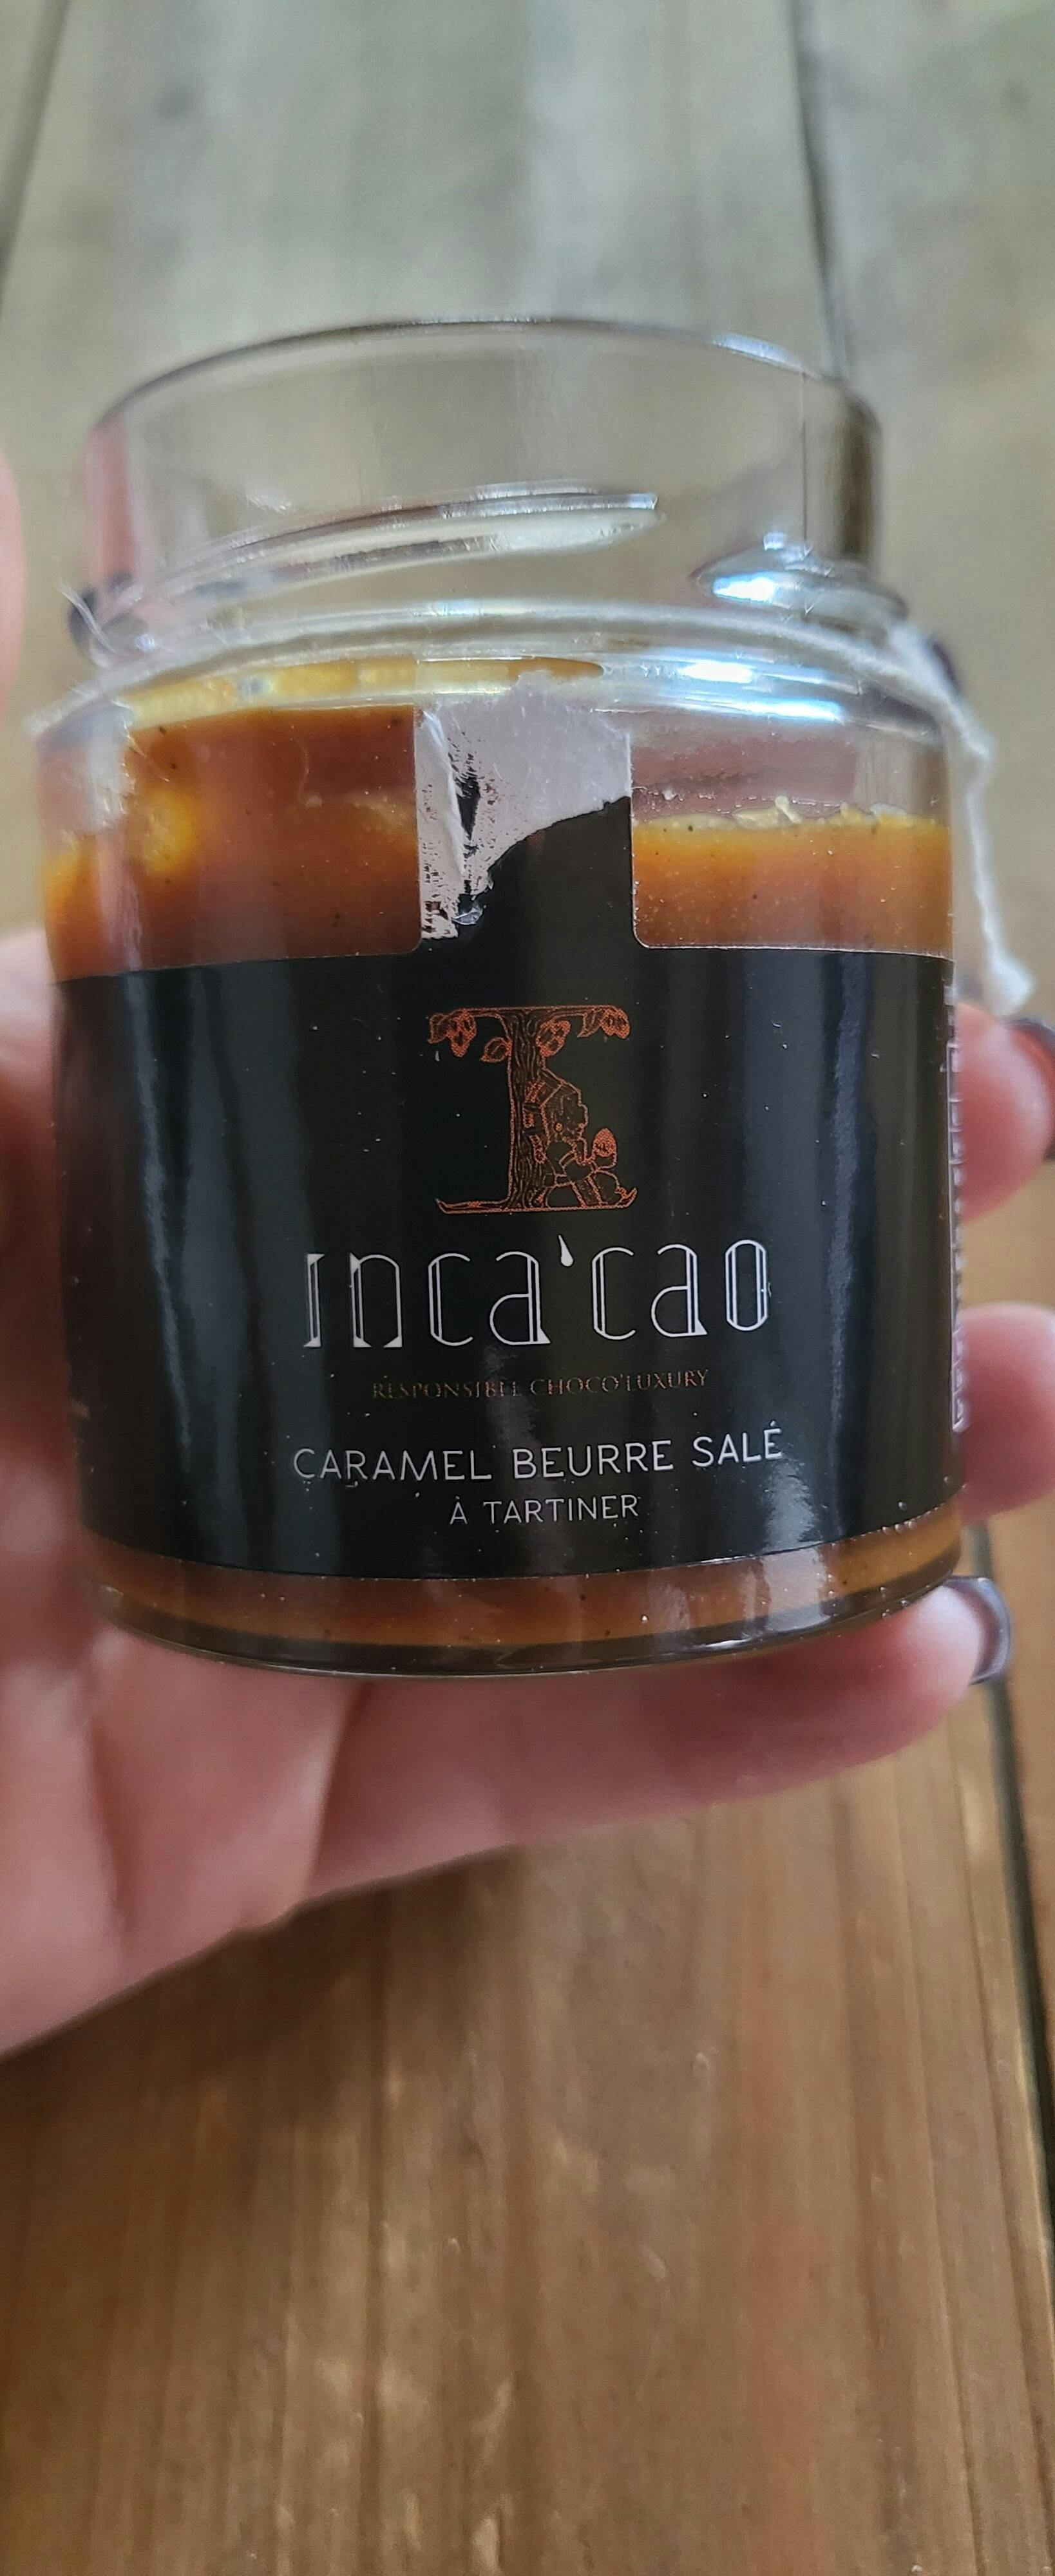 inca'cao
RESPONSIBLE CHOCO'LUXURY
CARAMEL BEURRE SALÉ
À TARTINER